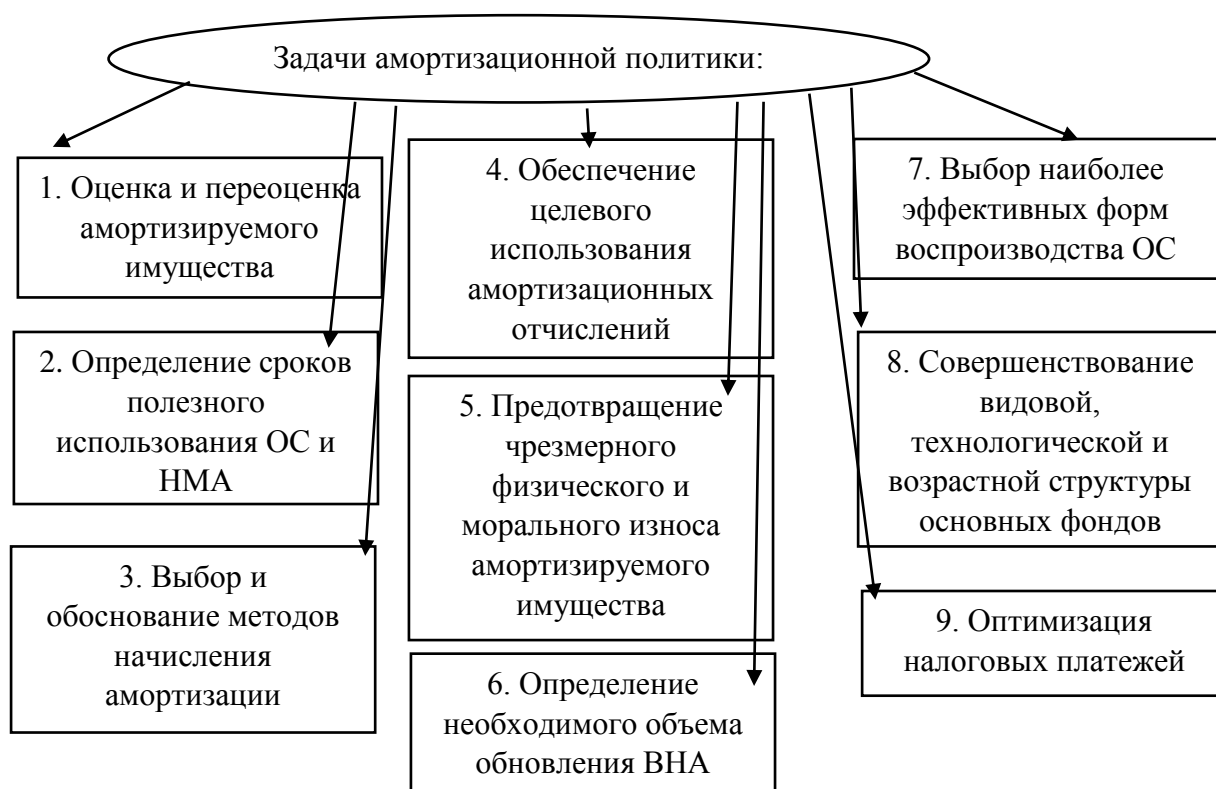 Задачи амортизационной политики:
1. Оценка и переоценка
амортизируемого
имущества
2. Определение сроков
полезного
использования ОС и
НМА
3. Выбор и
обоснование методов
начисления
амортизации
4. Обеспечение
целевого
использования
амортизационных
отчислений
5. Предотвращение
чрезмерного
физического и
морального износа
амортизируемого
имущества
6. Определение
необходимого объема
обновления ВНА
7. Выбор наиболее
эффективных форм
воспроизводства ОС
8. Совершенствование
видовой,
технологической и
возрастной структуры
основных фондов
9. Оптимизация
налоговых платежей